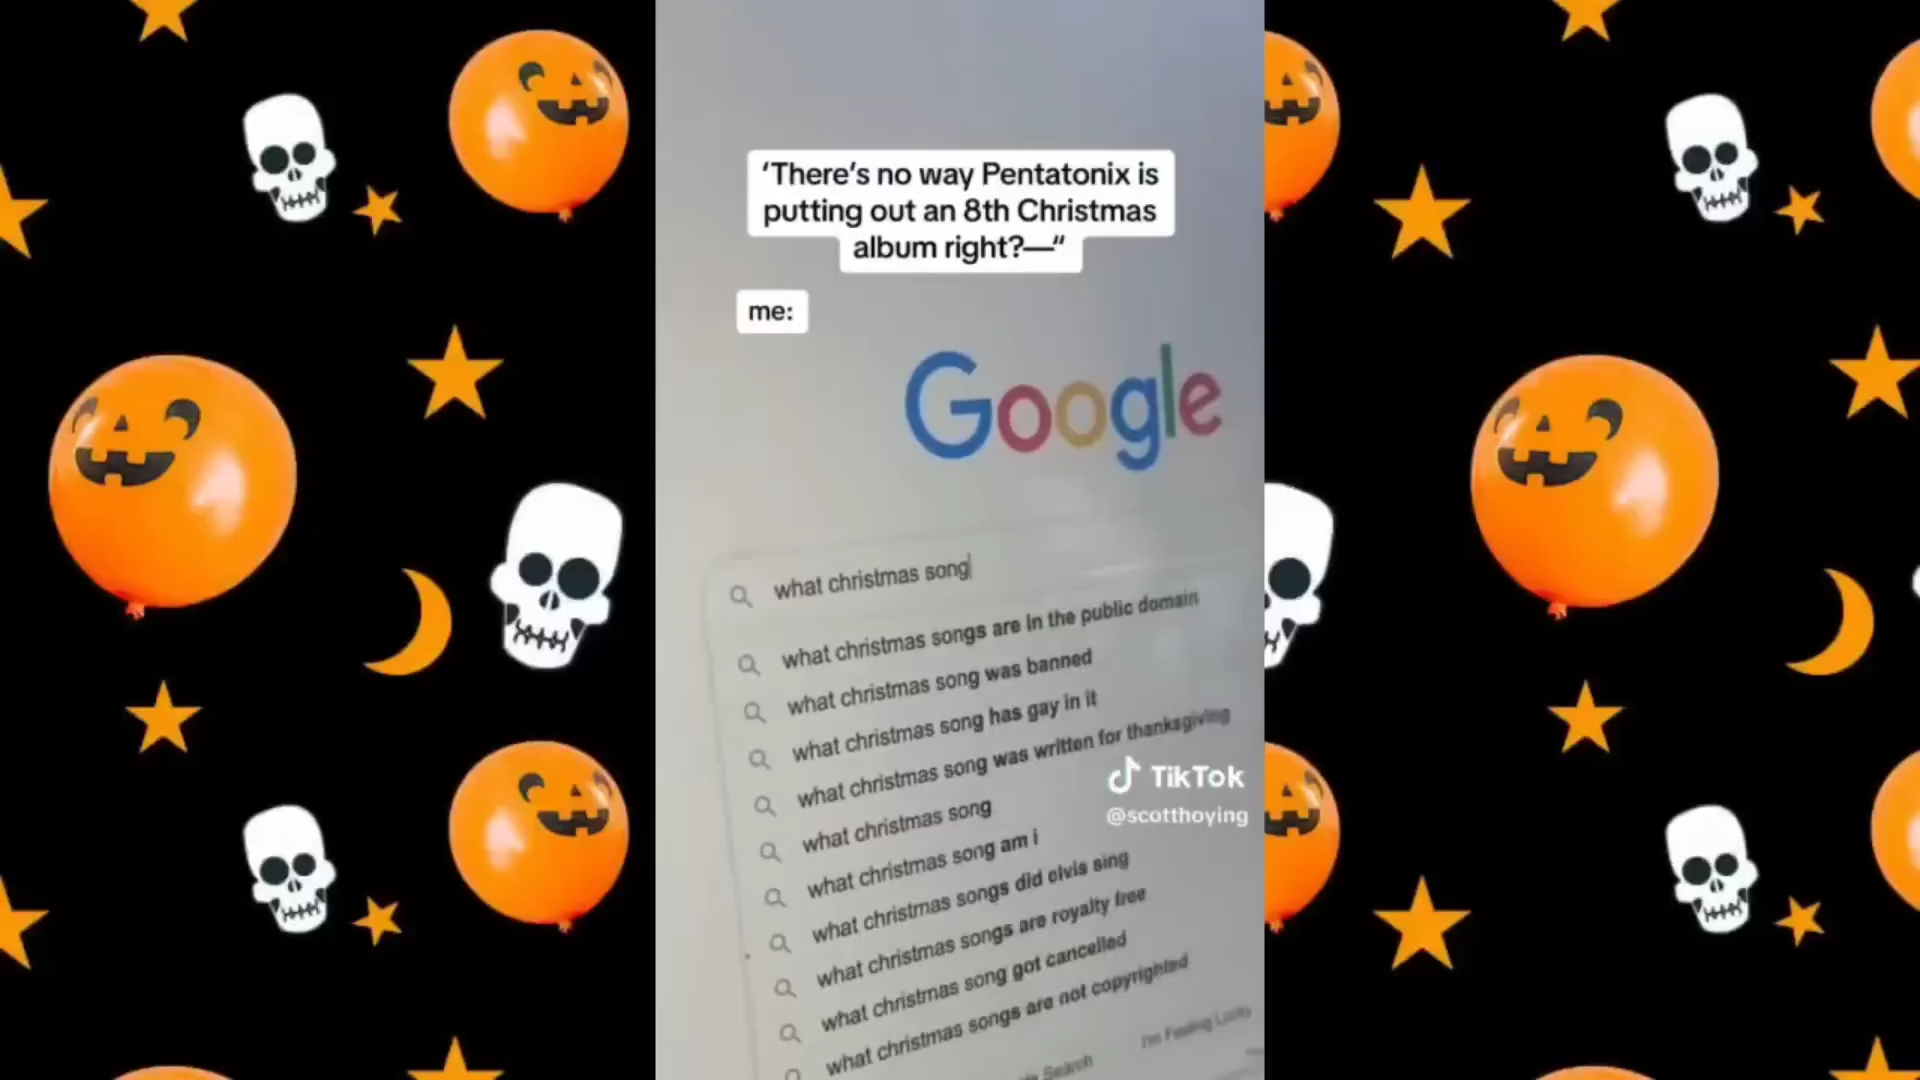 ‘There’s no way Pentatonix is
putting out an 8th Christmas
album right?—“
me:
Google
what christmas song
what christmas songs are in the public domain
what christmas song was banned
what christmas song has gay in it
what christmas song was written for thanksgiving
what christmas song
what christmas song am i
what christmas songs did elvis sing
what christmas songs are royalty free
what christmas song got cancelled
what christmas songs are not copyrighted
Search
I'm Feeling Lucky
TikTok
@scotthoying